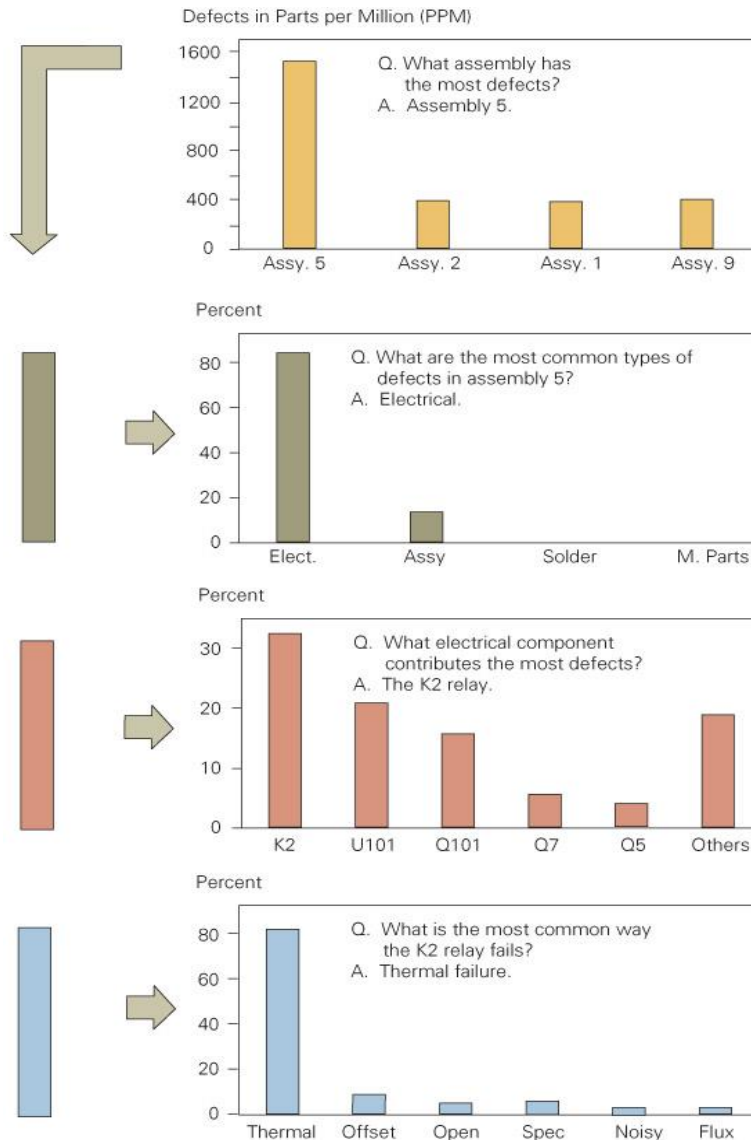 Defects in Parts per Million (PPM)
1600
1200
800
400
0
Q. What assembly has
the most defects?
A. Assembly 5.
Assy. 5 Assy. 2 Assy. 1 Assy. 9
Percent
80
60
40
20
0
Q. What are the most common types of
defects in assembly 5?
A. Electrical.
Elect. Assy Solder M. Parts
Percent
30
20
10
0
Q. What electrical component
contributes the most defects?
A. The K2 relay.
K2 U101 Q101 Q7 Q5 Others
Percent
80
60
40
20
0
Q. What is the most common way
the K2 relay fails?
A. Thermal failure.
Thermal Offset Open Spec Noisy Flux